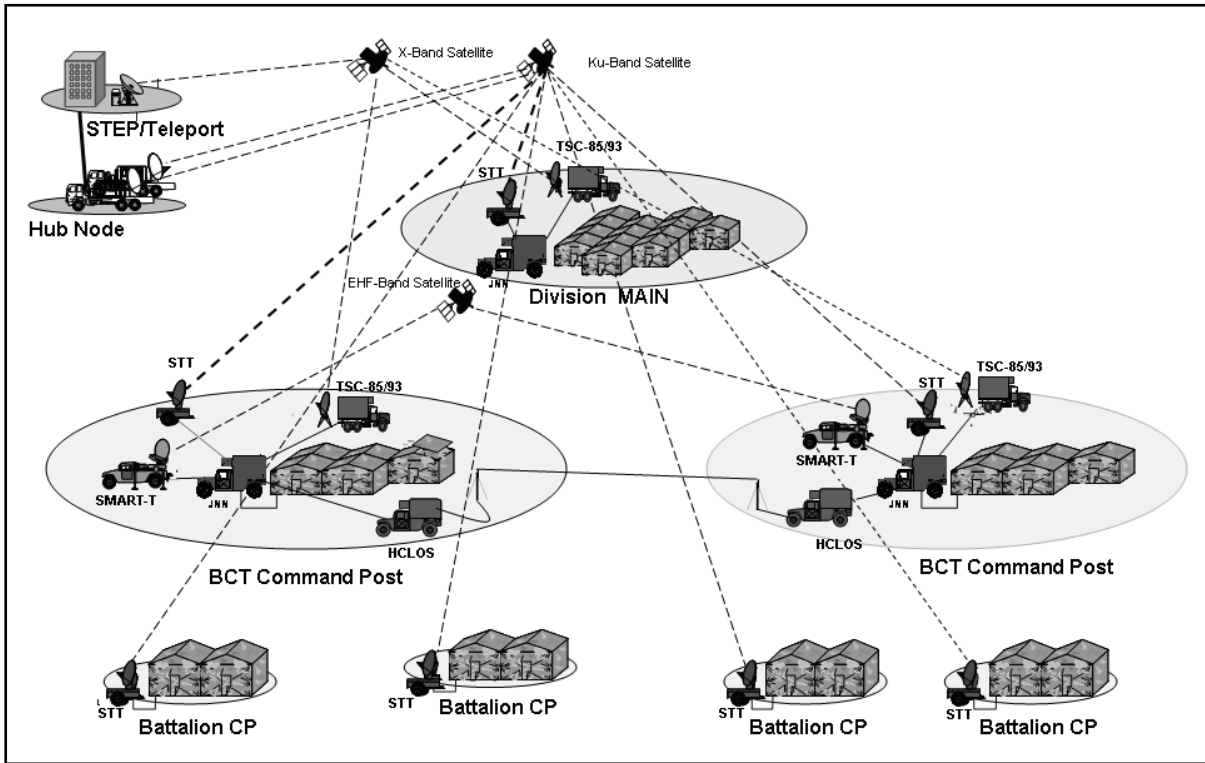 X-Band Satellite
Ku-Band Satellite
STEP/Teleport
Hub Node
TSC-85/93
STT
JNN
Division MAIN
EHF-Band Satellite
STT
TSC-85/93
SMART-T
JNN
HCLOS
BCT Command Post
TSC-85/93
STT
SMART-T
JNN
HCLOS
BCT Command Post
STT
Battalion CP
STT
Battalion CP
STT
Battalion CP
STT
Battalion CP